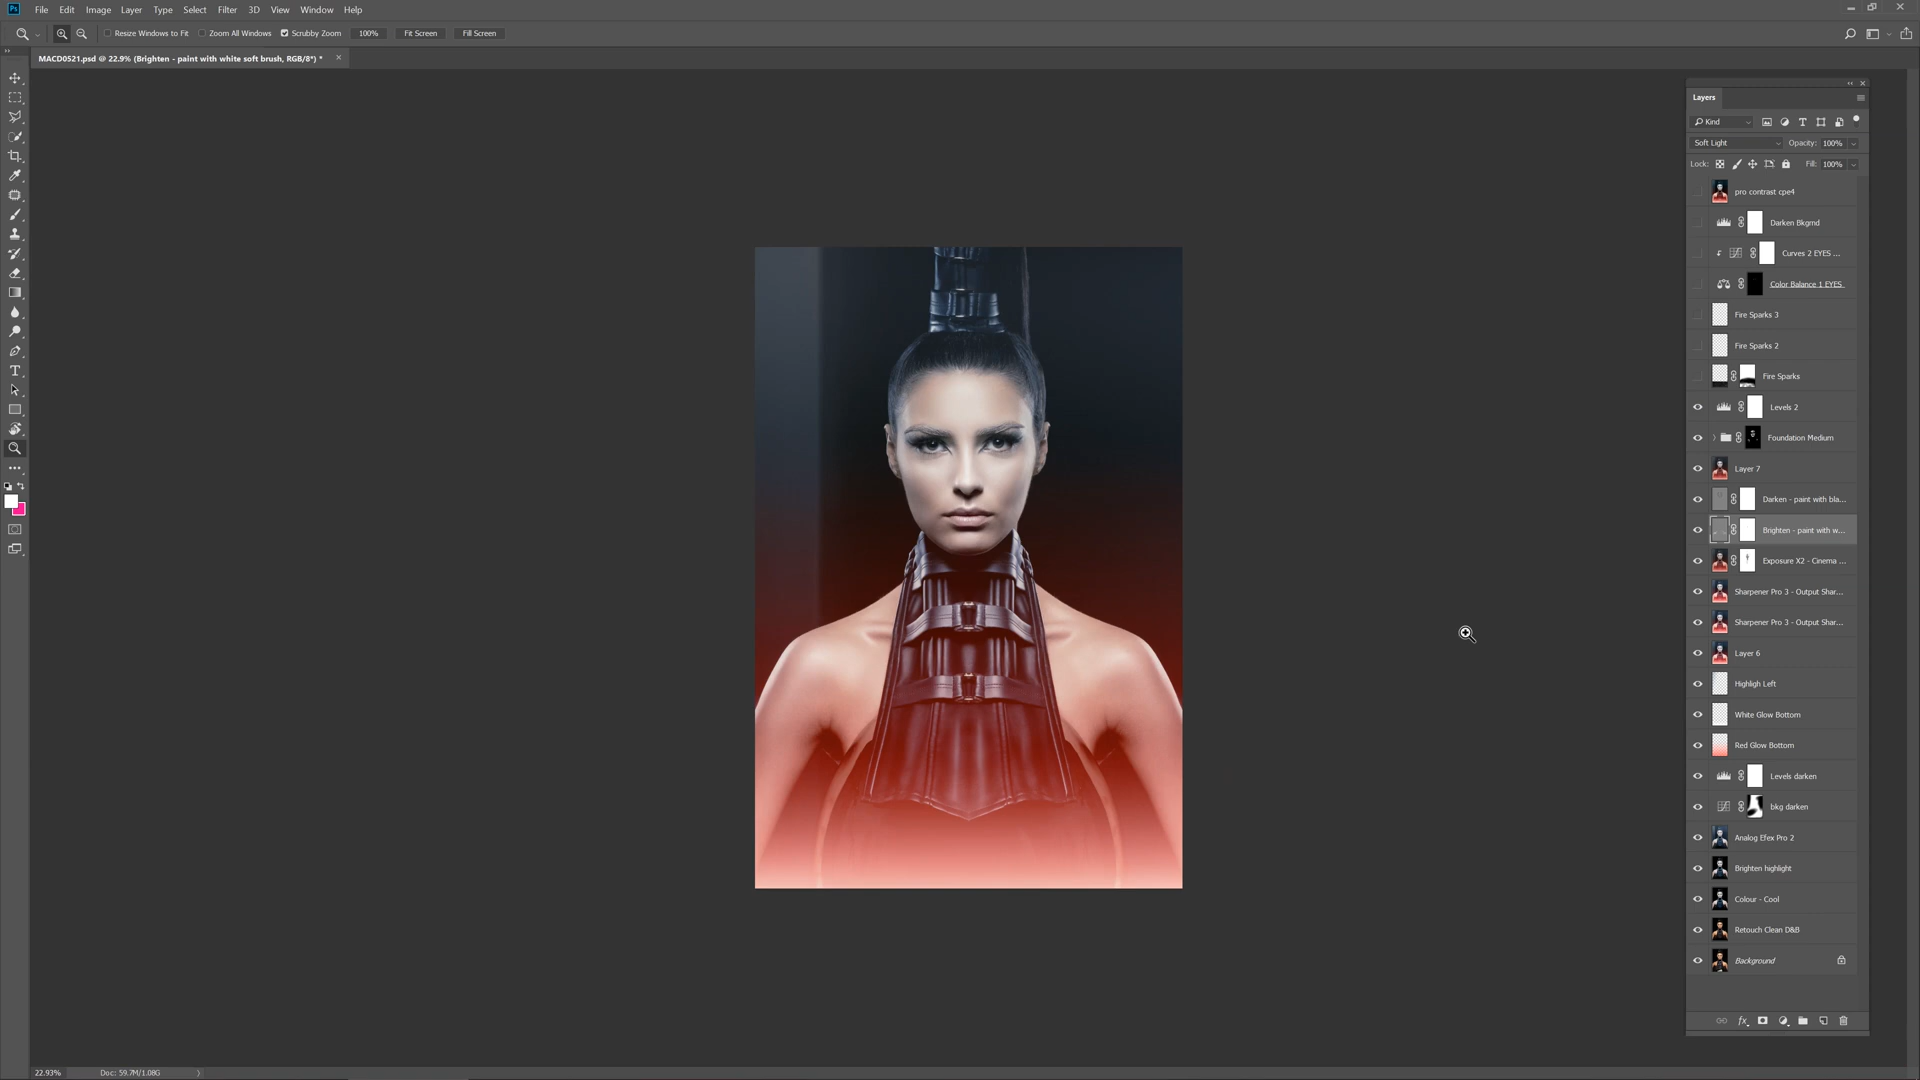 Ps File Edit Image Layer Type Select Filter 3D View Window Help
Resize Windows to Fit Zoom All Windows Scrubby Zoom 100% Fit Screen Fill Screen
MACD0521.psd @ 22.9% (Brighten - paint with white soft brush, RGB/8*) *
Layers
Kind
Soft Light Opacity: 100%
Lock: Fill: 100%
pro contrast cpe4
Darken Bkgrnd
Curves 2 EYES ...
Color Balance 1 EYES
Fire Sparks 3
Fire Sparks 2
Fire Sparks
Levels 2
Foundation Medium
Layer 7
Darken - paint with bla...
Brighten - paint with w...
Exposure X2 - Cinema ...
Sharpener Pro 3 - Output Shar...
Sharpener Pro 3 - Output Shar...
Layer 6
Highligh Left
White Glow Bottom
Red Glow Bottom
Levels darken
bkg darken
Analog Efex Pro 2
Brighten highlight
Colour - Cool
Retouch Clean D&B
Background
fx
22.93% Doc: 59.7M/1.08G